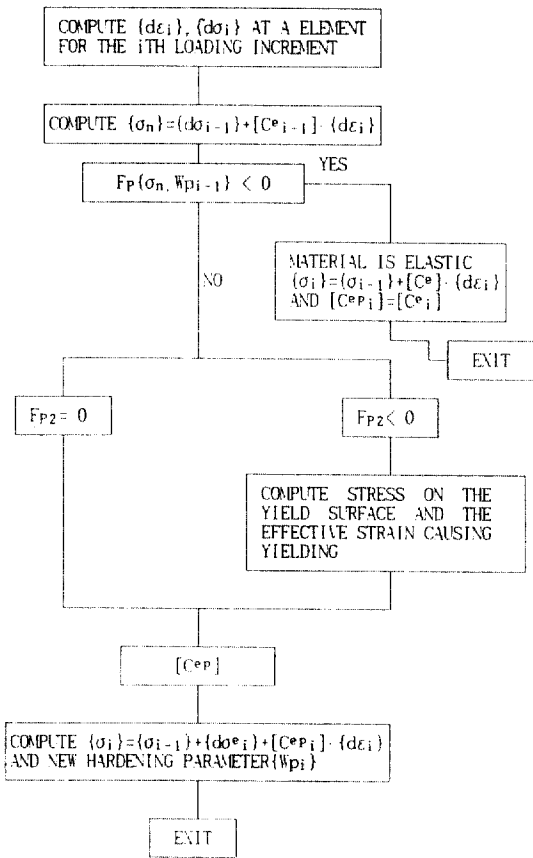 COMPUTE {dεi}, {dσi} AT A ELEMENT
FOR THE iTH LOADING INCREMENT
COMPUTE {σn}={dσi-1}+[Cei-1]·{dεi}
Fp{σn, Wpi-1} < 0
YES
NO
MATERIAL IS ELASTIC
{σi}={σi-1}+[Ce]·{dεi}
AND [Cepi]=[Cei]
EXIT
Fp2= 0
Fp2< 0
COMPUTE STRESS ON THE
YIELD SURFACE AND THE
EFFECTIVE STRAIN CAUSING
YIELDING
[Cep]
COMPUTE {σi}={σi-1}+{dσei}+[Cepi]·{dεi}
AND NEW HARDENING PARAMETER{Wpi}
EXIT